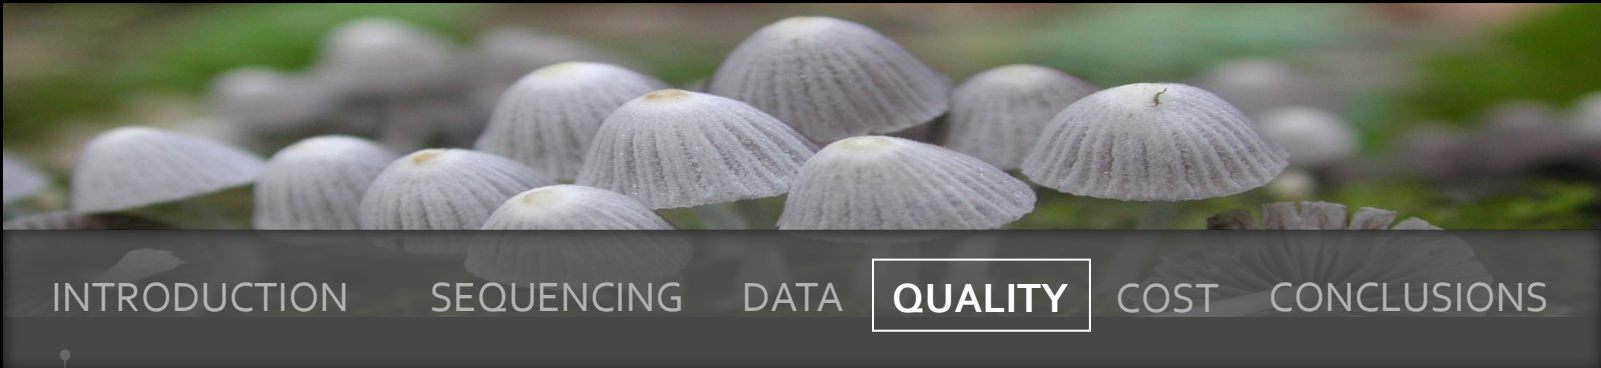 INTRODUCTION SEQUENCING DATA QUALITY COST CONCLUSIONS